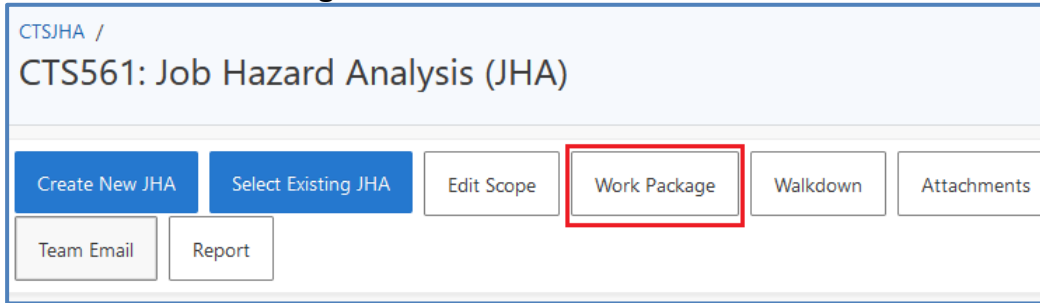 CTSJHA /
CTS561: Job Hazard Analysis (JHA)
Create New JHA Select Existing JHA Edit Scope Work Package Walkdown Attachments
Team Email Report